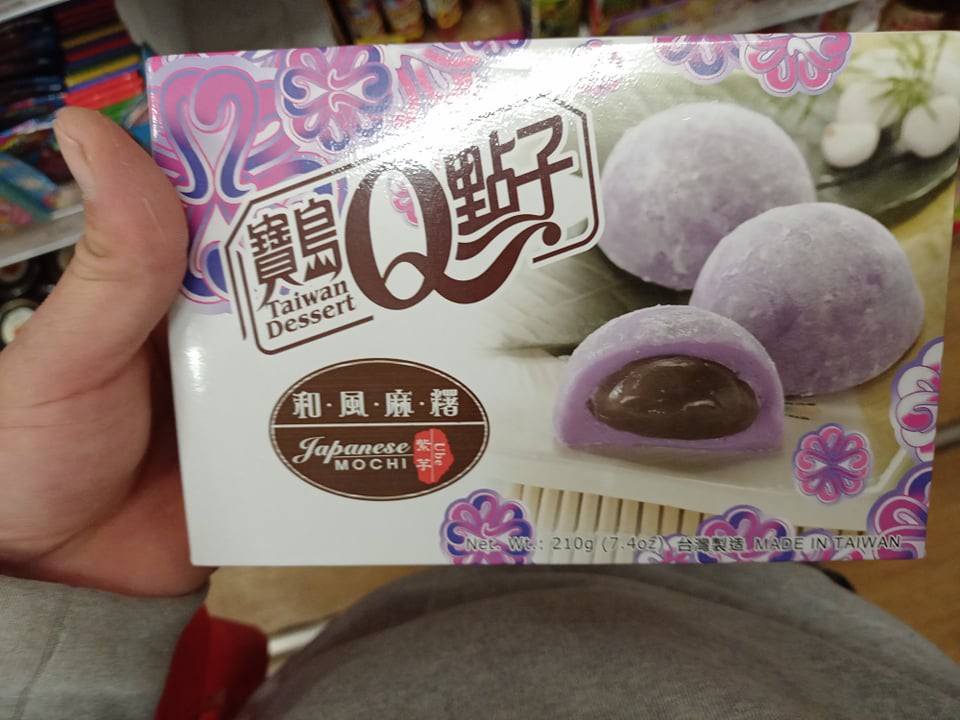 寶島Q點子
Taiwan
Dessert
和·風·麻·糬
Japanese
MOCHI
紫芋
Ube
Net. Wt.: 210g (7.4oz) 台灣製造 MADE IN TAIWAN